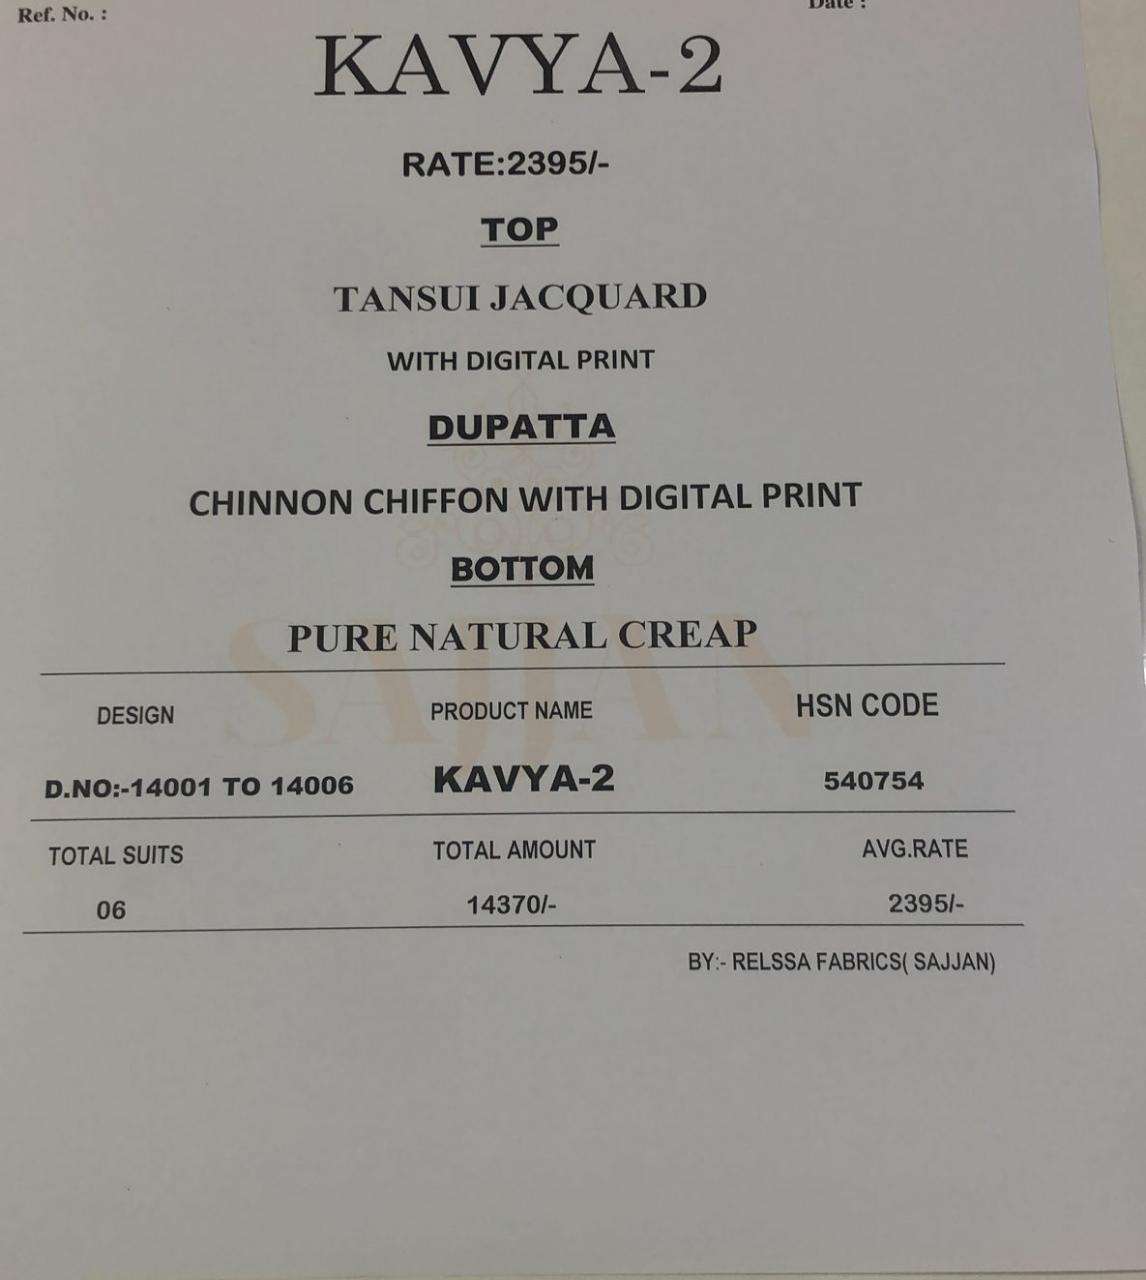 Ref. No. :
Date :
KAVYA-2
RATE:2395/-
TOP
TANSUI JACQUARD
WITH DIGITAL PRINT
DUPATTA
CHINNON CHIFFON WITH DIGITAL PRINT
BOTTOM
PURE NATURAL CREAP
SAJJAN
DESIGN PRODUCT NAME HSN CODE
D.NO:-14001 TO 14006 KAVYA-2 540754
TOTAL SUITS TOTAL AMOUNT AVG.RATE
06 14370/- 2395/-
BY:- RELSSA FABRICS( SAJJAN)